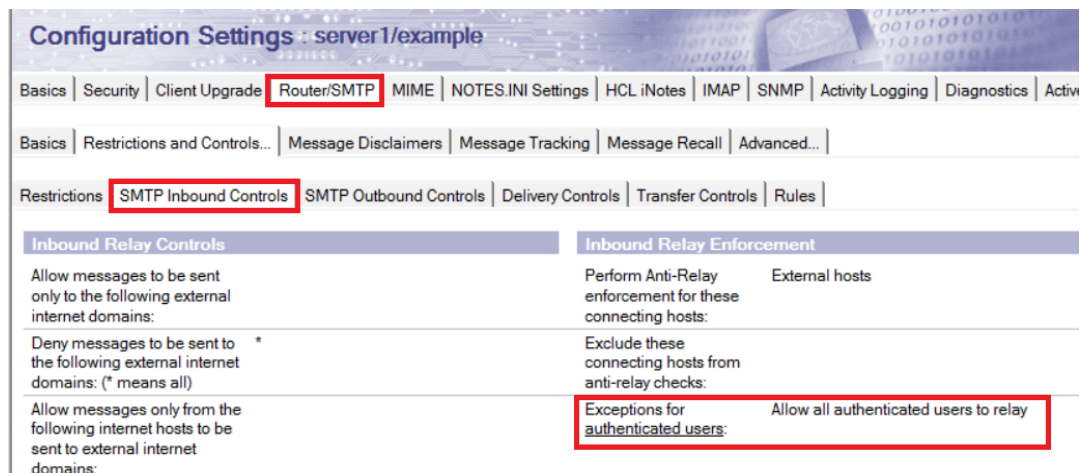 Configuration Settings : server1/example
Basics Security Client Upgrade Router/SMTP MIME NOTES.INI Settings HCL iNotes IMAP SNMP Activity Logging Diagnostics Active
Basics Restrictions and Controls... Message Disclaimers Message Tracking Message Recall Advanced...
Restrictions SMTP Inbound Controls SMTP Outbound Controls Delivery Controls Transfer Controls Rules
Inbound Relay Controls
Allow messages to be sent
only to the following external
internet domains:
Deny messages to be sent to *
the following external internet
domains: (* means all)
Allow messages only from the
following internet hosts to be
sent to external internet
domains:
Inbound Relay Enforcement
Perform Anti-Relay External hosts
enforcement for these
connecting hosts:
Exclude these
connecting hosts from
anti-relay checks:
Exceptions for Allow all authenticated users to relay
authenticated users: